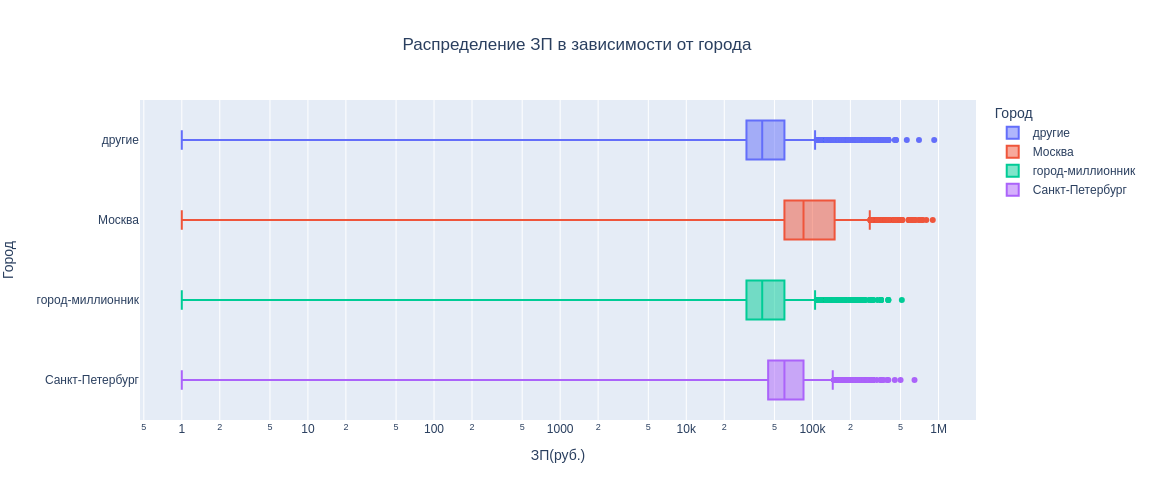 Распределение ЗП в зависимости от города
Город
другие
Москва
город-миллионник
Санкт-Петербург
Город
другие
Москва
город-миллионник
Санкт-Петербург
5 1 2 5 10 2 5 100 2 5 1000 2 5 10k 2 5 100k 2 5 1M
ЗП(руб.)